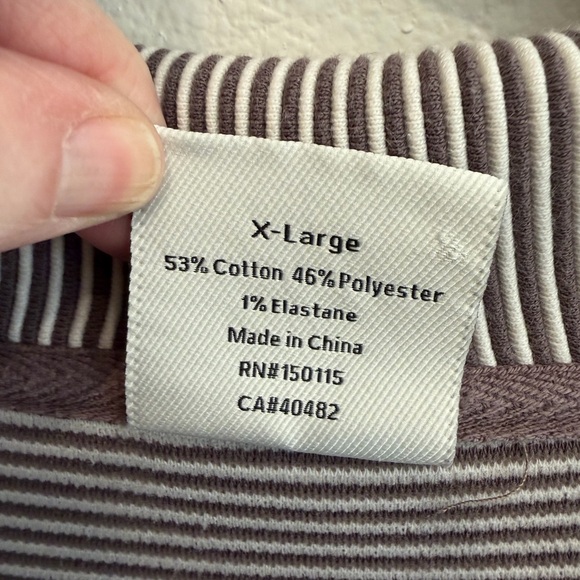 X-Large
53% Cotton 46% Polyester
1% Elastane
Made in China
RN#150115
CA#40482